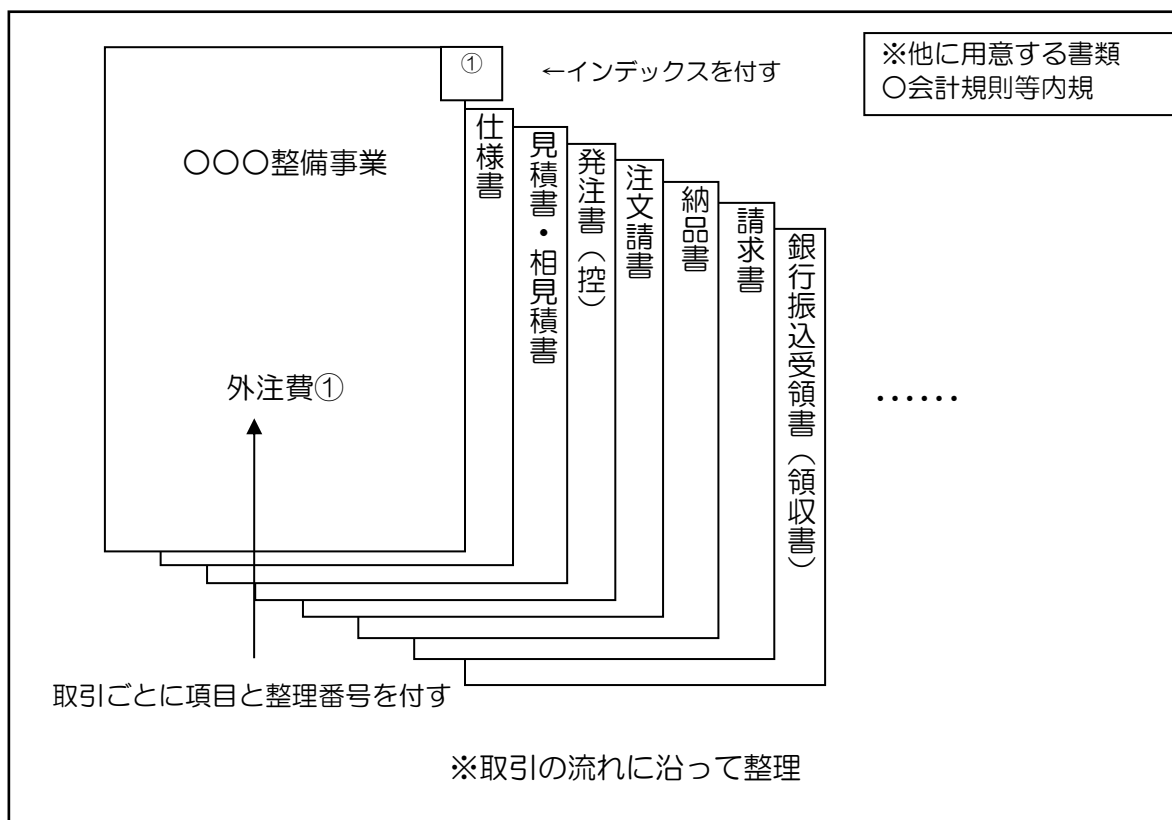 ①
←インデックスを付す
※他に用意する書類
〇会計規則等内規
〇〇〇整備事業
外注費①
仕様書
見積書・相見積書
発注書（控）
注文請書
納品書
請求書
銀行振込受領書（領収書）
‥‥‥
取引ごとに項目と整理番号を付す
※取引の流れに沿って整理